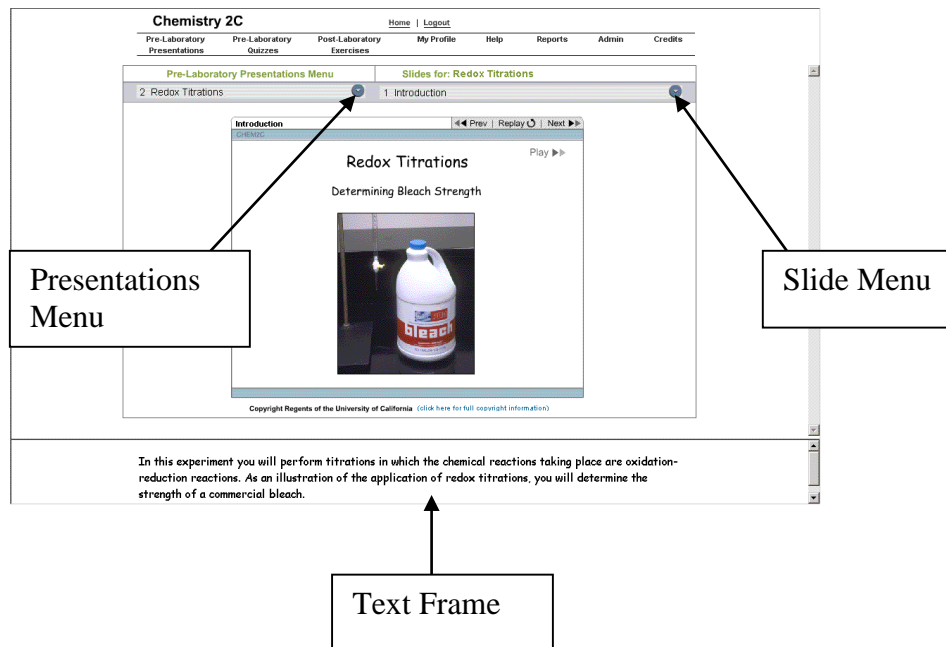 Chemistry 2C
Home | Logout
Pre-Laboratory Presentations
Pre-Laboratory Quizzes
Post-Laboratory Exercises
My Profile
Help
Reports
Admin
Credits
Pre-Laboratory Presentations Menu
Slides for: Redox Titrations
2 Redox Titrations
1 Introduction
Introduction
Prev | Replay | Next
CHEM2C
Play
Redox Titrations
Determining Bleach Strength
bleach
Presentations
Menu
Slide Menu
Copyright Regents of the University of California (click here for full copyright information)
In this experiment you will perform titrations in which the chemical reactions taking place are oxidation-
reduction reactions. As an illustration of the application of redox titrations, you will determine the
strength of a commercial bleach.
Text Frame